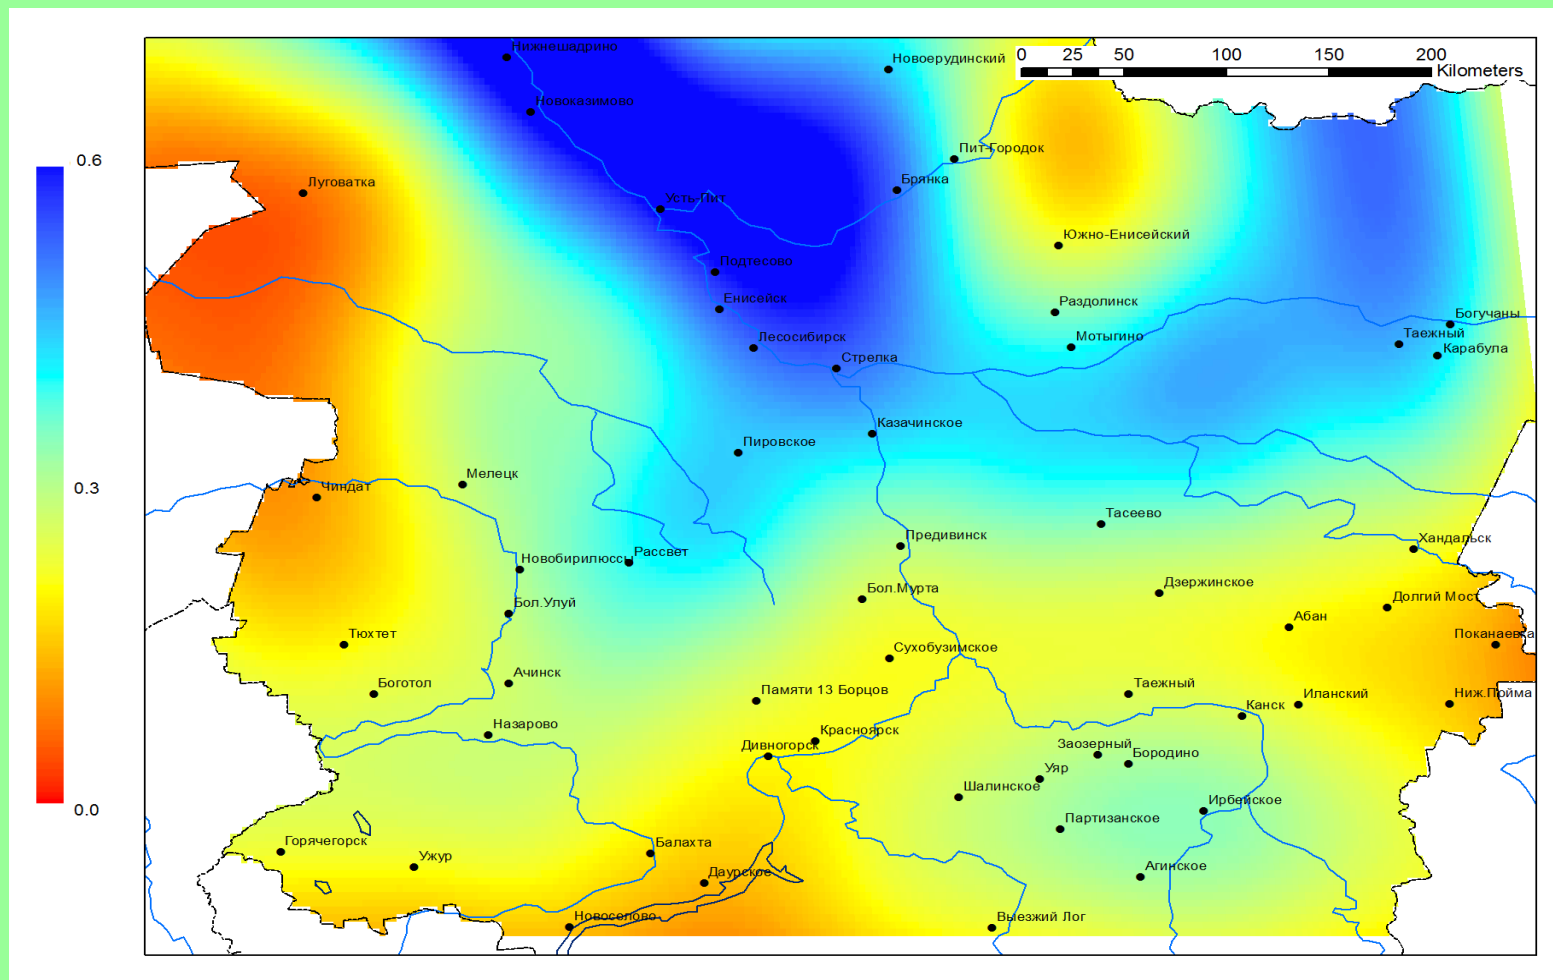 Нижнешадрино
Новоерудинский
0 25 50 100 150 200
Kilometers
Новоказимово
Пит-Городок
0.6
Луговатка
Брянка
Усть-Пит
Южно-Енисейский
Подтесово
Енисейск
Раздолинск
Богучаны
Лесосибирск
Мотыгино
Таежный
Стрелка
Карабула
Казачинское
Пировское
Мелецк
0.3
Чиндат
Тасеево
Предивинск
Хандальск
Новобирилюссы
Рассвет
Дзержинское
Бол.Мурта
Долгий Мост
Бол.Улуй
Абан
Тюхтет
Поканаевка
Сухобузимское
Ачинск
Боготол
Памяти 13 Борцов
Таежный
Иланский
Ниж.Пойма
Канск
Назарово
Красноярск
Дивногорск
Заозерный
Бородино
Уяр
Шалинское
0.0
Ирбейское
Партизанское
Горячегорск
Балахта
Ужур
Агинское
Даурское
Новоселово
Выезжий Лог